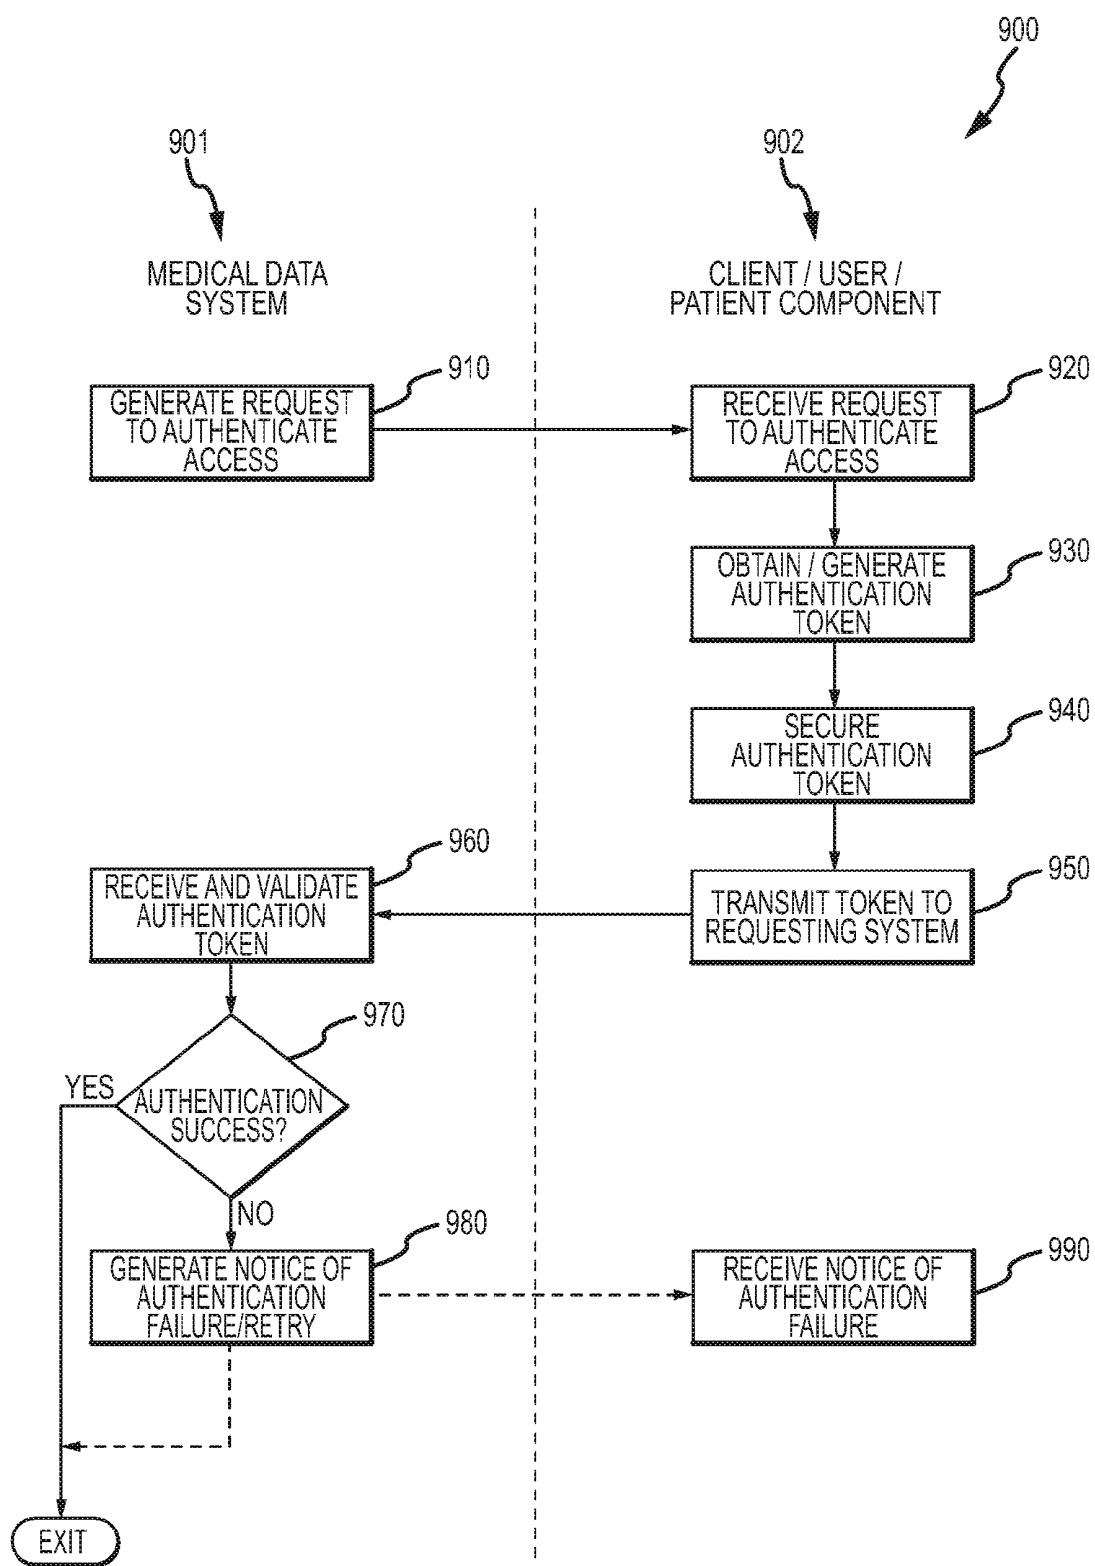 900
901
902
MEDICAL DATA
SYSTEM
CLIENT / USER /
PATIENT COMPONENT
910
GENERATE REQUEST
TO AUTHENTICATE
ACCESS
920
RECEIVE REQUEST
TO AUTHENTICATE
ACCESS
930
OBTAIN / GENERATE
AUTHENTICATION
TOKEN
940
SECURE
AUTHENTICATION
TOKEN
950
TRANSMIT TOKEN TO
REQUESTING SYSTEM
960
RECEIVE AND VALIDATE
AUTHENTICATION
TOKEN
970
YES
AUTHENTICATION
SUCCESS?
NO
980
GENERATE NOTICE OF
AUTHENTICATION
FAILURE/RETRY
990
RECEIVE NOTICE OF
AUTHENTICATION
FAILURE
EXIT